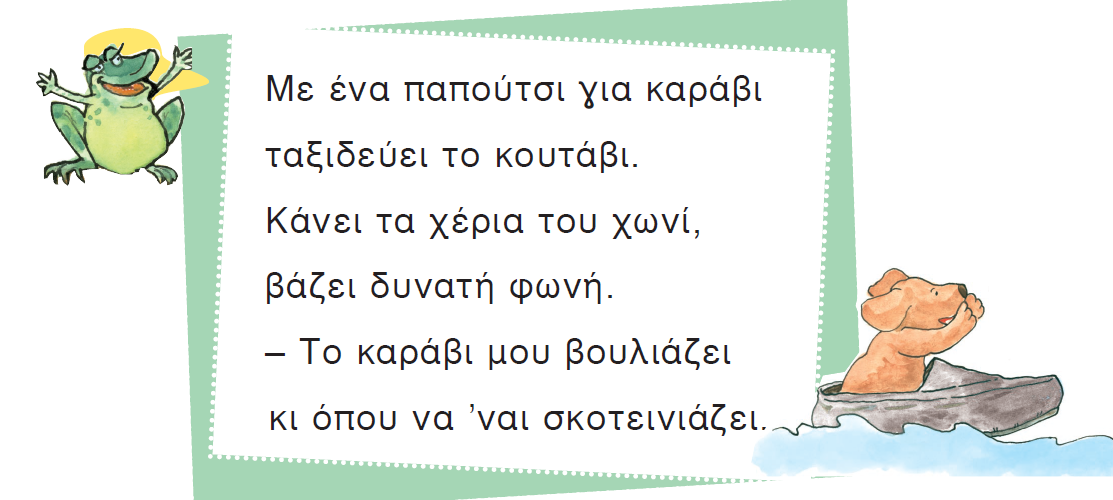 Με ένα παπούτσι για καράβι
ταξιδεύει το κουτάβι.
Κάνει τα χέρια του χωνί,
βάζει δυνατή φωνή.
– Το καράβι μου βουλιάζει
κι όπου να ’ναι σκοτεινιάζει.